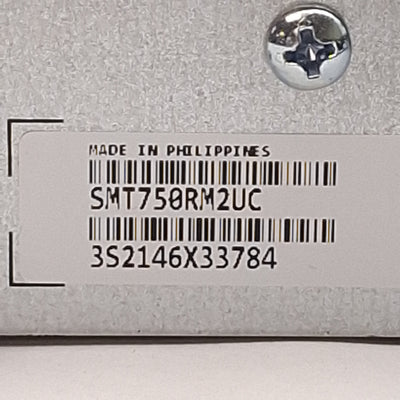 MADE IN PHILIPPINES
SMT750RM2UC
3S2146X33784